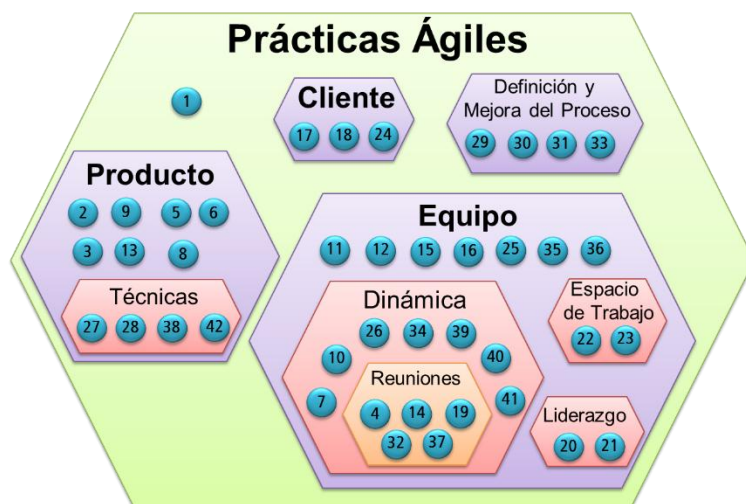 Prácticas Ágiles
1
Cliente
17 18 24
Definición y
Mejora del Proceso
29 30 31 33
Producto
2 9 5 6
3 13 8
Técnicas
27 28 38 42
Equipo
11 12 15 16 25 35 36
Dinámica
26 34 39
10 40
7 41
Reuniones
4 14 19
32 37
Espacio
de Trabajo
22 23
Liderazgo
20 21